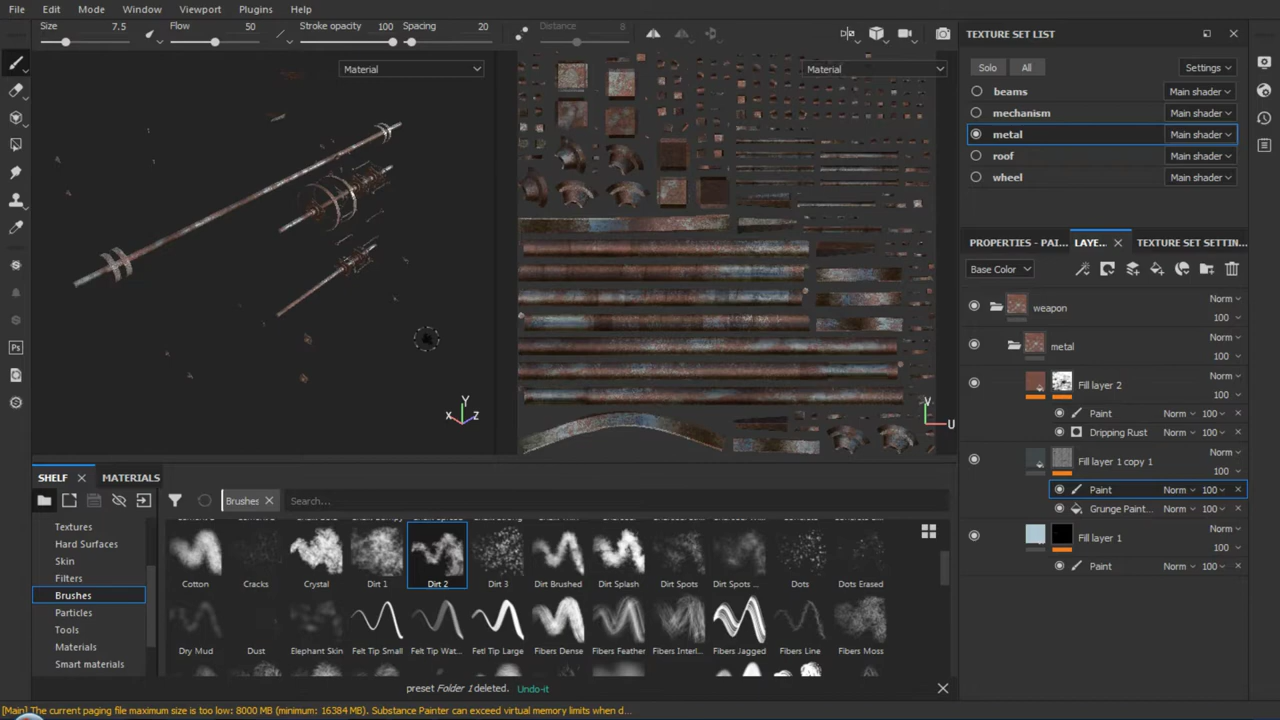 File Edit Mode Window Viewport Plugins Help
Size 7.5 Flow 50 Stroke opacity 100 Spacing 20 Distance 8
Material
Material
X Y Z
V U
TEXTURE SET LIST
Solo All Settings
beams Main shader
mechanism Main shader
metal Main shader
roof Main shader
wheel Main shader
PROPERTIES - PAI... LAYE... TEXTURE SET SETTIN...
Base Color
weapon Norm 100
metal Norm 100
Fill layer 2 Norm 100
Paint Norm 100
Dripping Rust Norm 100
Fill layer 1 copy 1 Norm 100
Paint Norm 100
Grunge Paint... Norm 100
Fill layer 1 Norm 100
Paint Norm 100
SHELF MATERIALS
Brushes Search...
Textures
Hard Surfaces
Skin
Filters
Brushes
Particles
Tools
Materials
Smart materials
Cotton Cracks Crystal Dirt 1 Dirt 2 Dirt 3 Dirt Brushed Dirt Splash Dirt Spots Dirt Spots ... Dots Dots Erased
Dry Mud Dust Elephant Skin Felt Tip Small Felt Tip Wat... Fetl Tip Large Fibers Dense Fibers Feather Fibers Interl... Fibers Jagged Fibers Line Fibers Moss
preset Folder 1 deleted. Undo-it
[Main] The current paging file maximum size is too low: 8000 MB (minimum: 16384 MB). Substance Painter can exceed virtual memory limits when d...
Ps